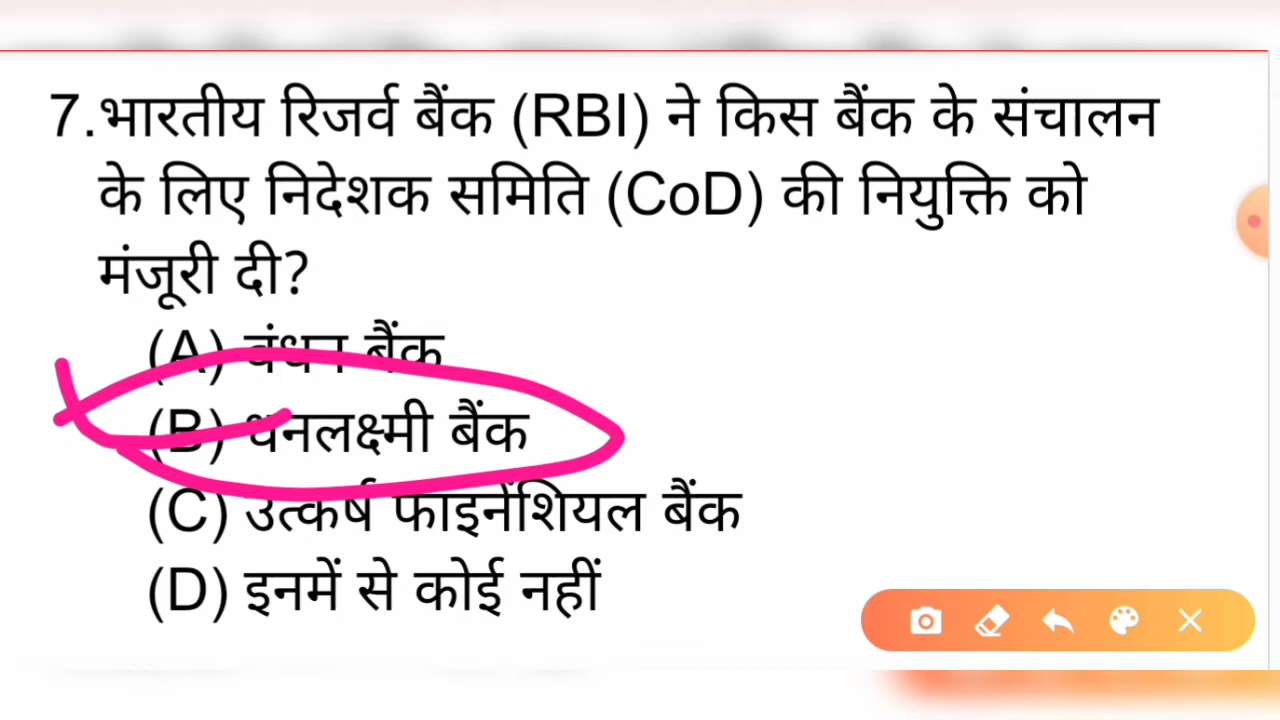 7.भारतीय रिजर्व बैंक (RBI) ने किस बैंक के संचालन
के लिए निदेशक समिति (CoD) की नियुक्ति को
मंजूरी दी?
(A) बंधन बैंक
(B) धनलक्ष्मी बैंक
(C) उत्कर्ष फाइनेंशियल बैंक
(D) इनमें से कोई नहीं